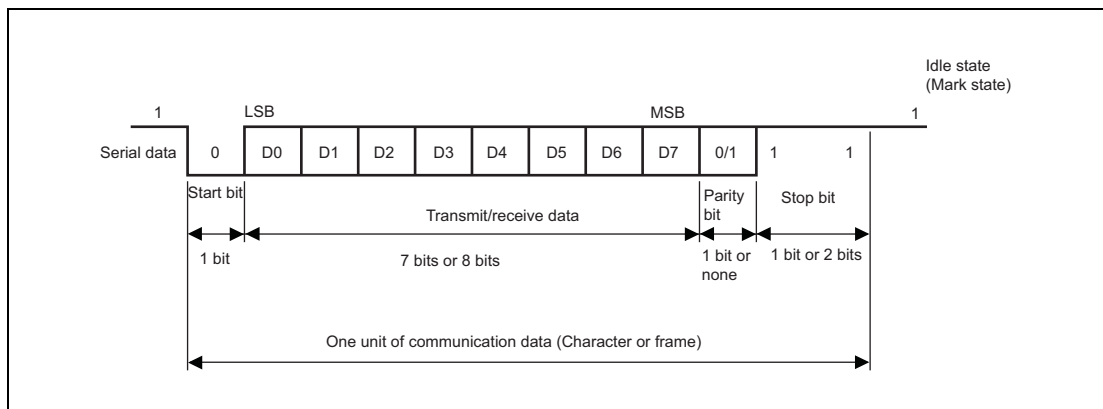 Idle state
(Mark state)
1 LSB MSB 1
Serial data 0 D0 D1 D2 D3 D4 D5 D6 D7 0/1 1 1
Start bit Transmit/receive data Parity
bit Stop bit
1 bit 7 bits or 8 bits 1 bit or
none 1 bit or 2 bits
One unit of communication data (Character or frame)